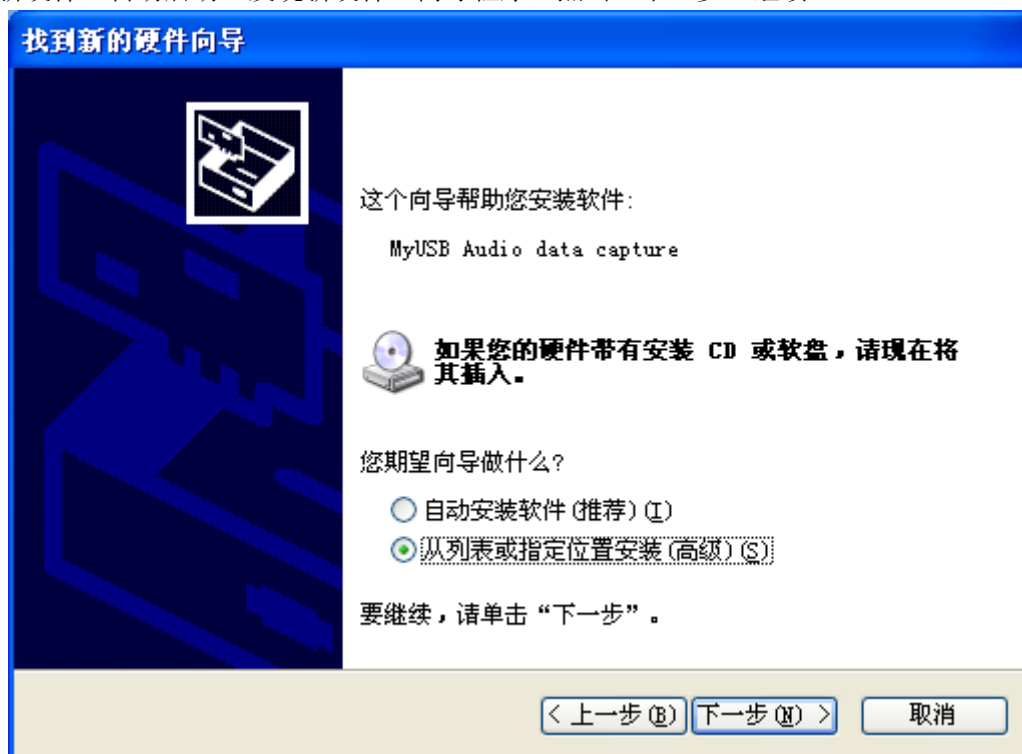 找到新的硬件向导
这个向导帮助您安装软件:
MyUSB Audio data capture
如果您的硬件带有安装 CD 或软盘，请现在将
其插入。
您期望向导做什么?
自动安装软件(推荐)(I)
从列表或指定位置安装(高级)(S)
要继续，请单击“下一步”。
< 上一步(B) 下一步(N) > 取消